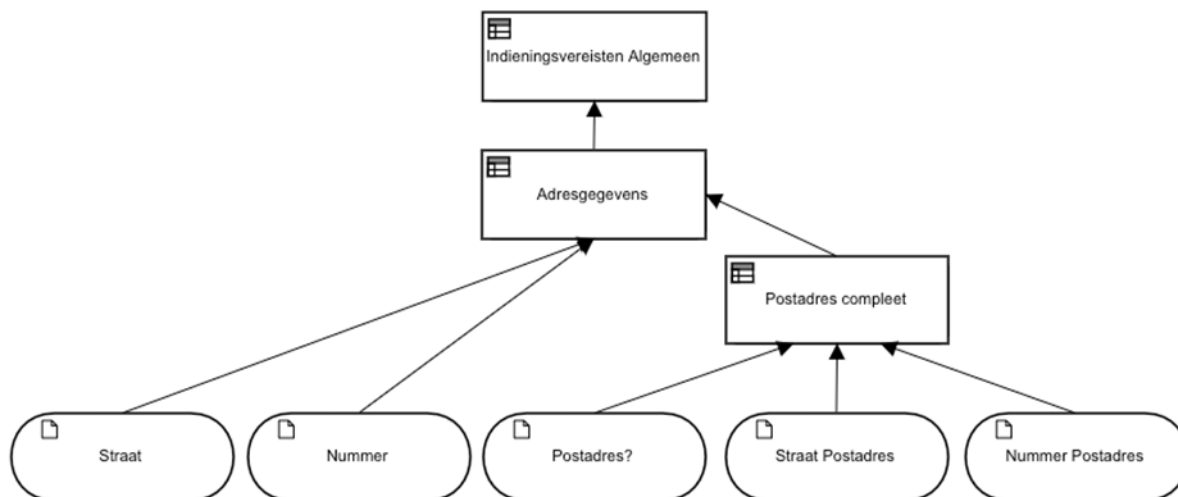 Indieningsvereisten Algemeen
Adresgegevens
Postadres compleet
Straat
Nummer
Postadres?
Straat Postadres
Nummer Postadres